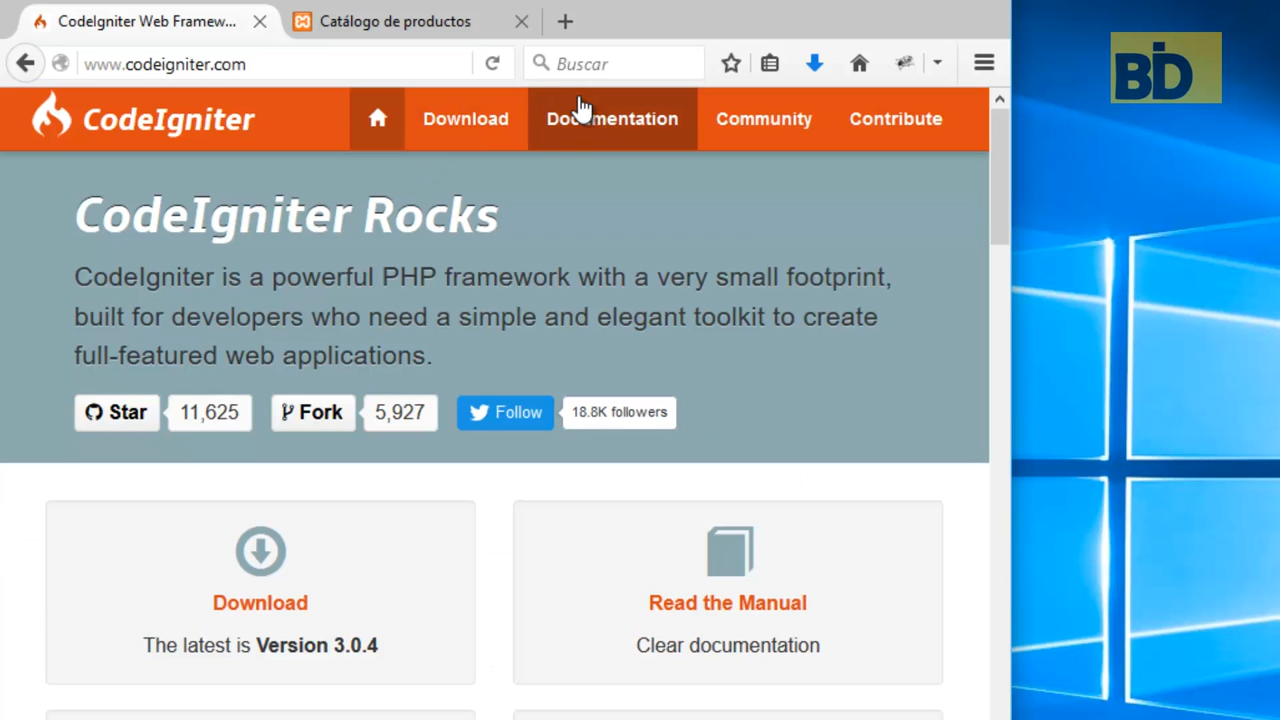 CodeIgniter Web Framew...
Catálogo de productos
www.codeigniter.com
Buscar
BD
CodeIgniter
Download
Documentation
Community
Contribute
CodeIgniter Rocks
CodeIgniter is a powerful PHP framework with a very small footprint,
built for developers who need a simple and elegant toolkit to create
full-featured web applications.
Star
11,625
Fork
5,927
Follow
18.8K followers
Download
The latest is Version 3.0.4
Read the Manual
Clear documentation